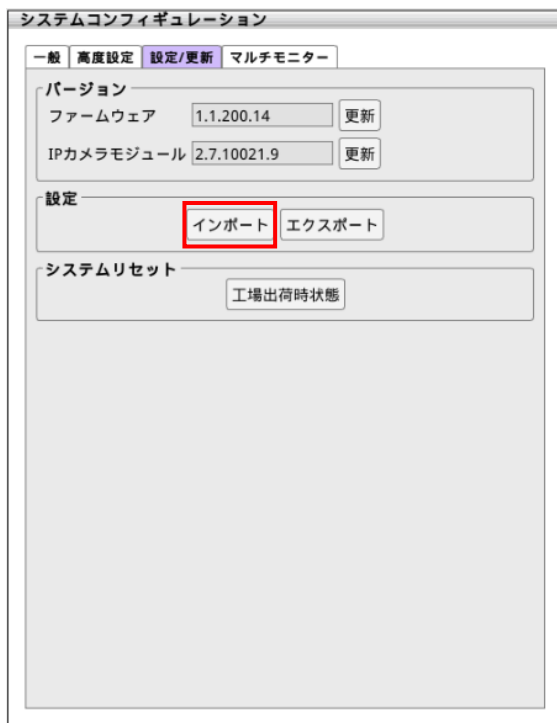 システムコンフィギュレーション
一般 高度設定 設定/更新 マルチモニター
バージョン
ファームウェア 1.1.200.14 更新
IPカメラモジュール 2.7.10021.9 更新
設定
インポート エクスポート
システムリセット
工場出荷時状態